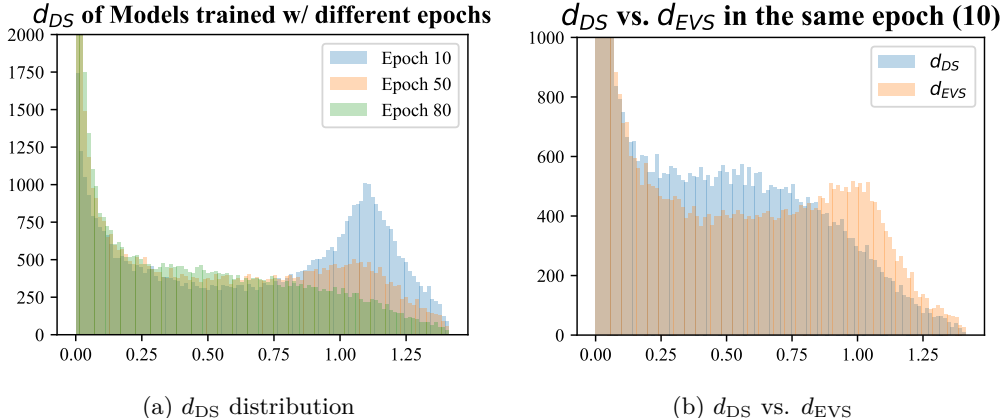 d_DS of Models trained w/ different epochs
2000
1750
1500
1250
1000
750
500
250
0
0.00 0.25 0.50 0.75 1.00 1.25
Epoch 10
Epoch 50
Epoch 80
(a) d_DS distribution
d_DS vs. d_EVS in the same epoch (10)
1000
800
600
400
200
0
0.00 0.25 0.50 0.75 1.00 1.25
d_DS
d_EVS
(b) d_DS vs. d_EVS